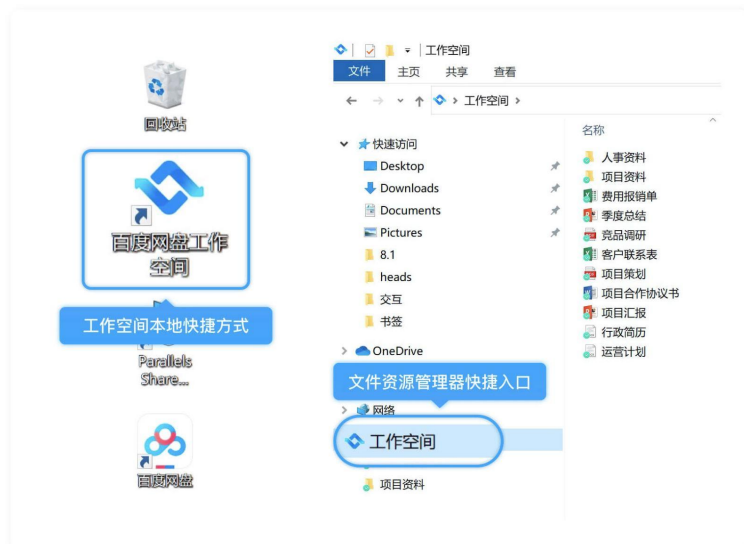 回收站
百度网盘工作
空间
工作空间本地快捷方式
Parallels
Share...
百度网盘
工作空间
文件 主页 共享 查看
工作空间
快速访问
Desktop
Downloads
Documents
Pictures
8.1
heads
交互
书签
OneDrive
文件资源管理器快捷入口
网络
工作空间
项目资料
名称
人事资料
项目资料
费用报销单
季度总结
竞品调研
客户联系表
项目策划
项目合作协议书
项目汇报
行政简历
运营计划